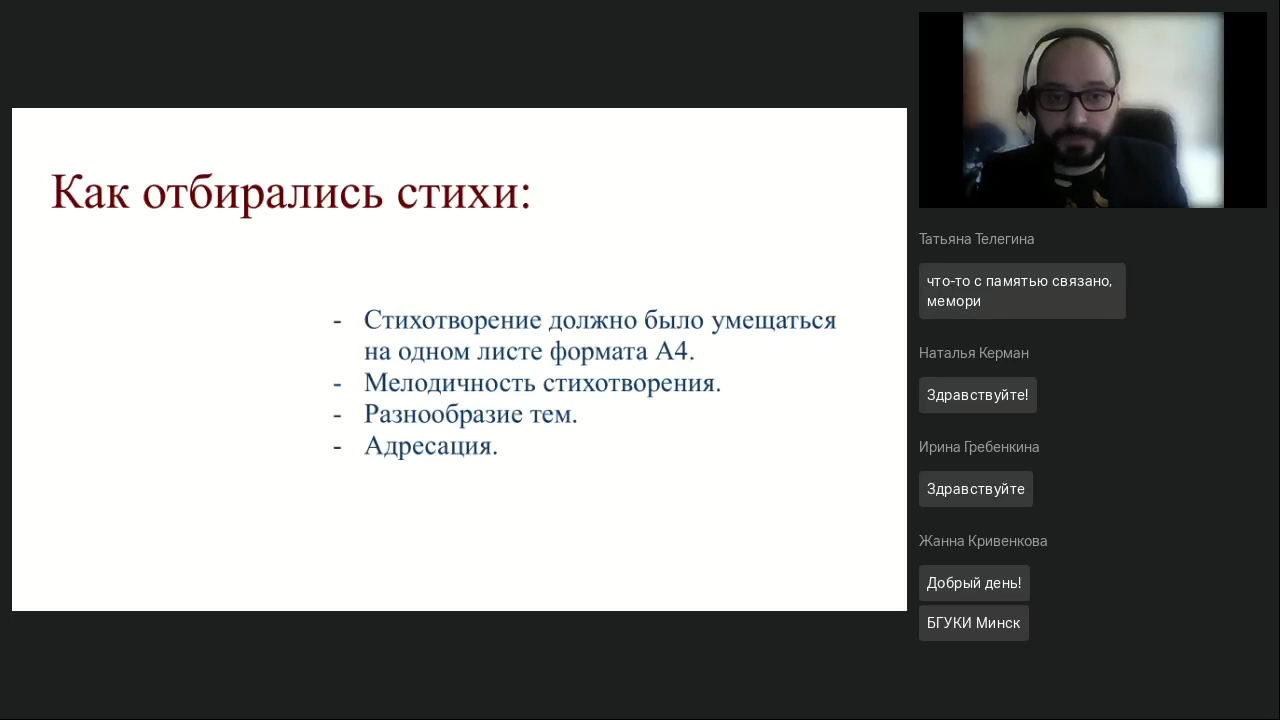 Как отбирались стихи:
- Стихотворение должно было умещаться
на одном листе формата А4.
- Мелодичность стихотворения.
- Разнообразие тем.
- Адресация.
Татьяна Телегина
что-то с памятью связано,
мемори
Наталья Керман
Здравствуйте!
Ирина Гребенкина
Здравствуйте
Жанна Кривенкова
Добрый день!
БГУКИ Минск